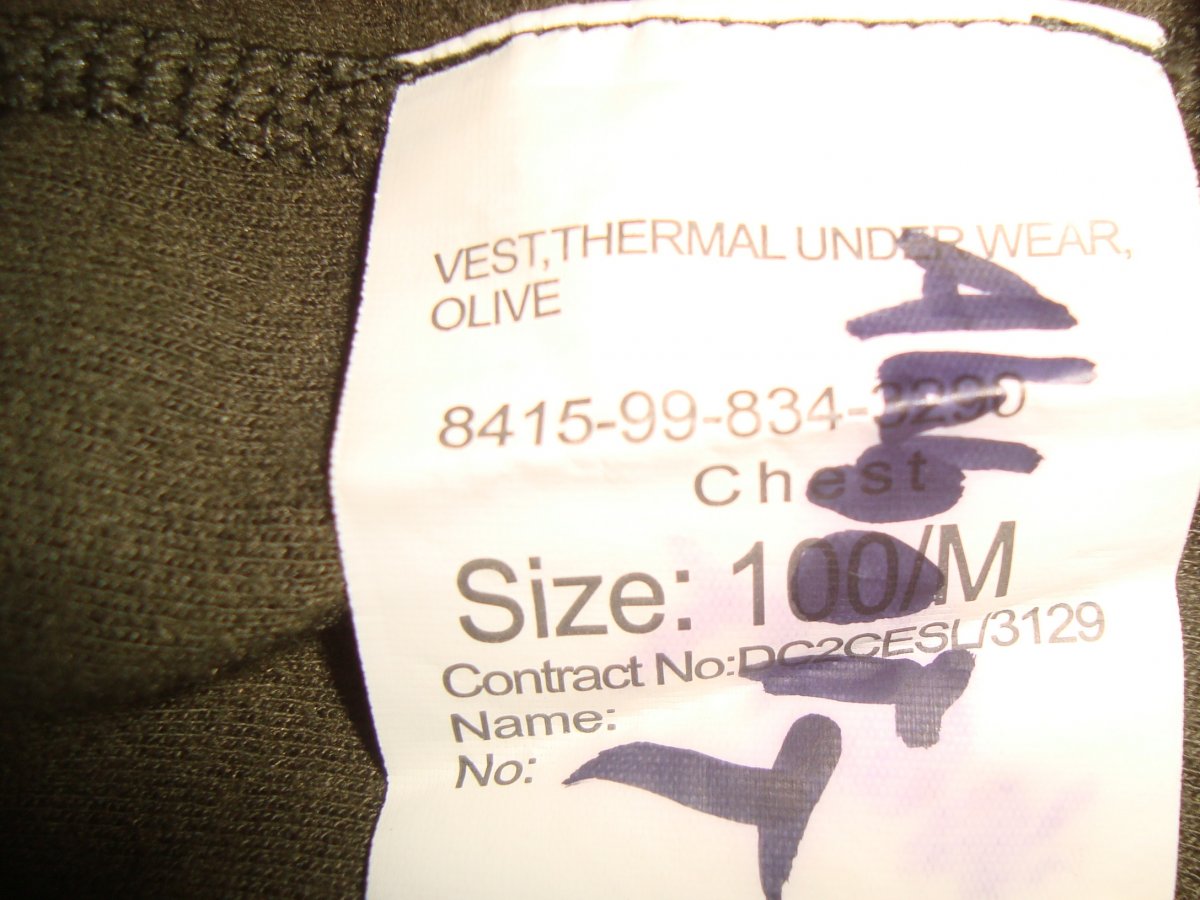 VEST,THERMAL UNDER WEAR,
OLIVE
8415-99-834-3290
Chest
Size: 100/M
Contract No:DC2CESL/3129
Name:
No: